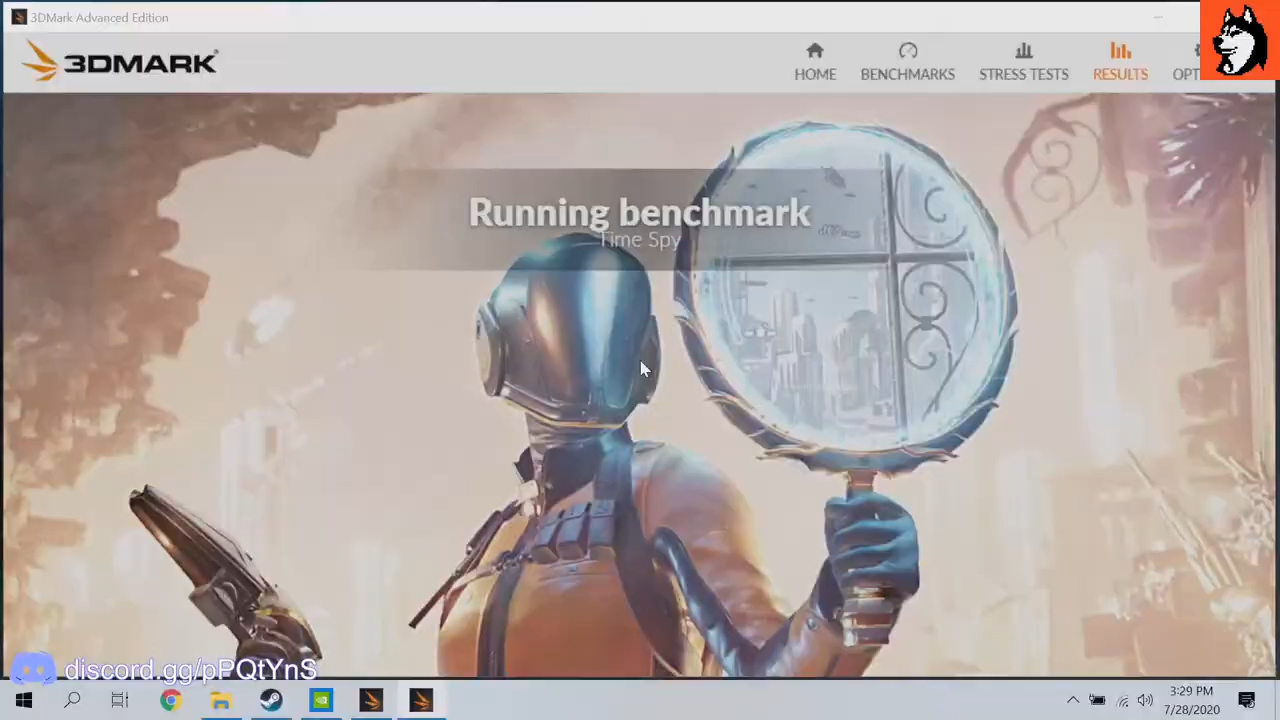 3DMark Advanced Edition
3DMARK
HOME
BENCHMARKS
STRESS TESTS
RESULTS
OPT
Running benchmark
Time Spy
discord.gg/pPQtYnS
3:29 PM
7/28/2020